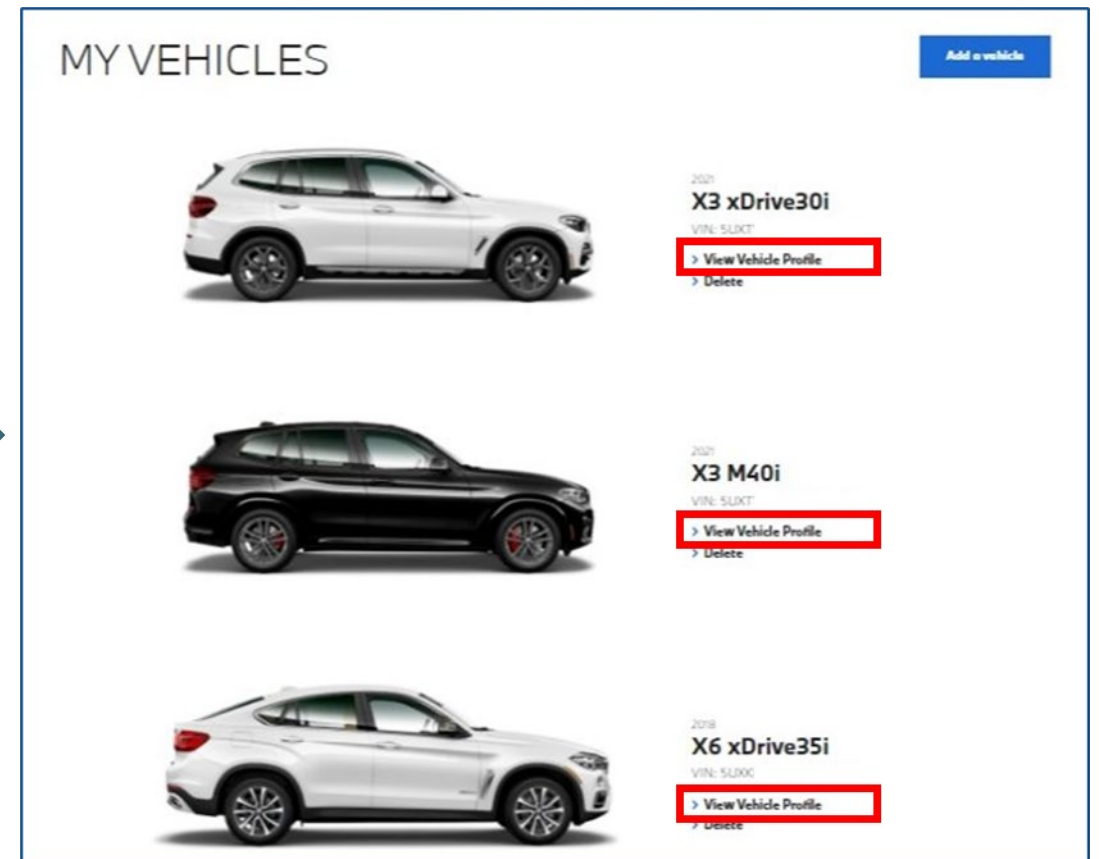 MY VEHICLES
Add a vehicle
2021
X3 xDrive30i
VIN: 5UXT
> View Vehicle Profile
> Delete
2021
X3 M40i
VIN: 5UXT
> View Vehicle Profile
> Delete
2018
X6 xDrive35i
VIN: 5UXK
> View Vehicle Profile
> Delete